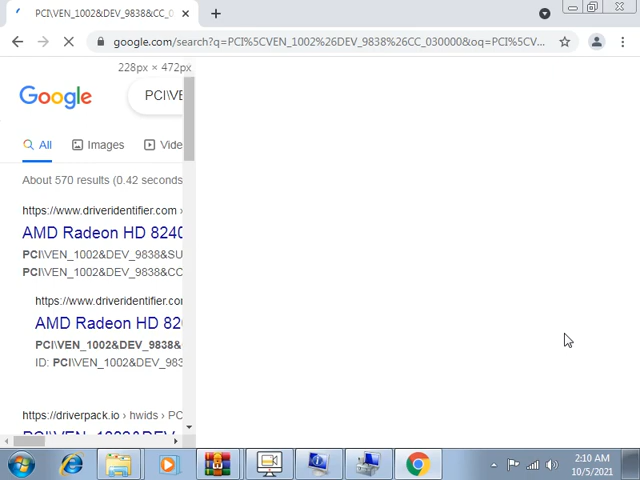 PCI\VEN_1002&DEV_9838&CC_0
google.com/search?q=PCI%5CVEN_1002%26DEV_9838%26CC_030000&oq=PCI%5CV...
228px × 472px
Google
PCI\VE
All
Images
Vide
About 570 results (0.42 seconds
https://www.driveridentifier.com ›
AMD Radeon HD 8240
PCI\VEN_1002&DEV_9838&SU
PCI\VEN_1002&DEV_9838&CC
https://www.driveridentifier.co
AMD Radeon HD 820
PCI\VEN_1002&DEV_9838&
ID: PCI\VEN_1002&DEV_983
https://driverpack.io › hwids › PC
2:10 AM
10/5/2021